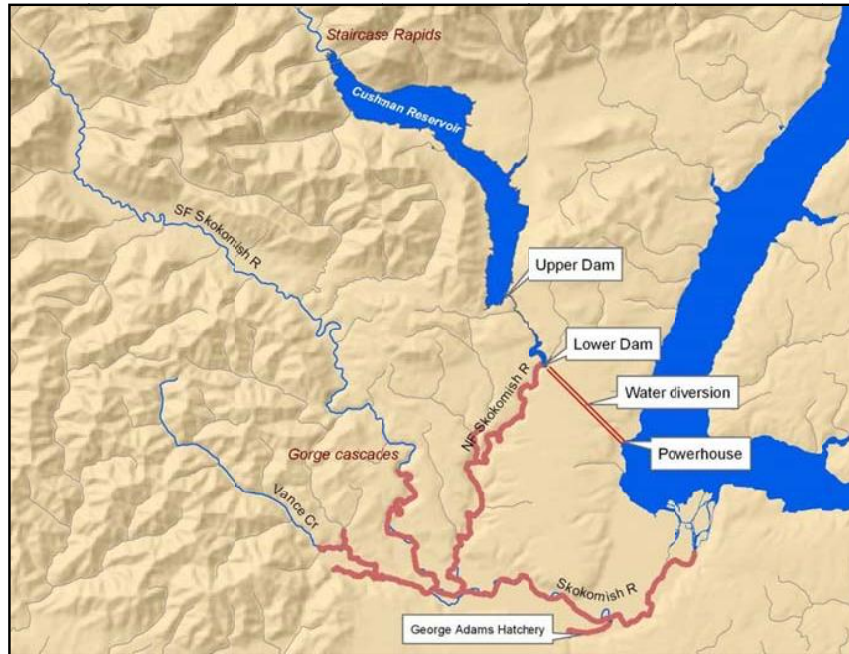 Staircase Rapids
Cushman Reservoir
SF Skokomish R
Upper Dam
Lower Dam
NF Skokomish R
Water diversion
Gorge cascades
Powerhouse
Vance Cr
Skokomish R
George Adams Hatchery